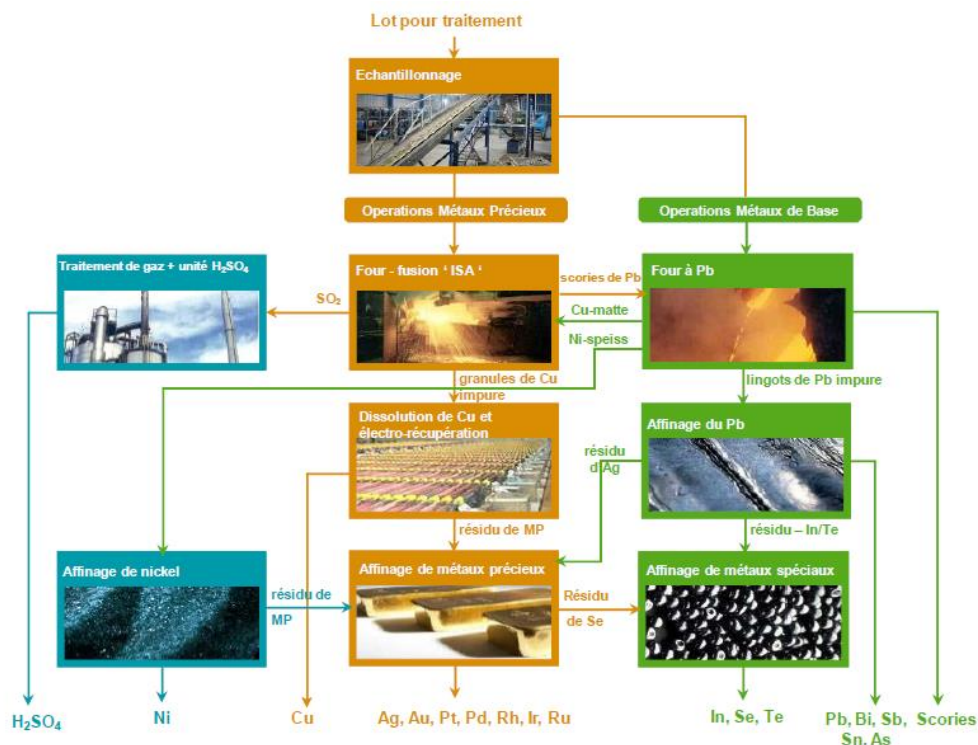 Lot pour traitement
Echantillonnage
Operations Métaux Précieux
Operations Métaux de Base
Traitement de gaz + unité H₂SO₄
Four - fusion ‘ ISA ‘
scories de Pb
Four à Pb
SO₂
Cu-matte
Ni-speiss
granules de Cu
impure
lingots de Pb impure
Dissolution de Cu et
électro-récupération
Affinage du Pb
résidu
d'Ag
résidu de MP
résidu – In/Te
Affinage de nickel
résidu de
MP
Affinage de métaux précieux
Résidu
de Se
Affinage de métaux spéciaux
H₂SO₄
Ni
Cu
Ag, Au, Pt, Pd, Rh, Ir, Ru
In, Se, Te
Pb, Bi, Sb,
Sn, As
Scories